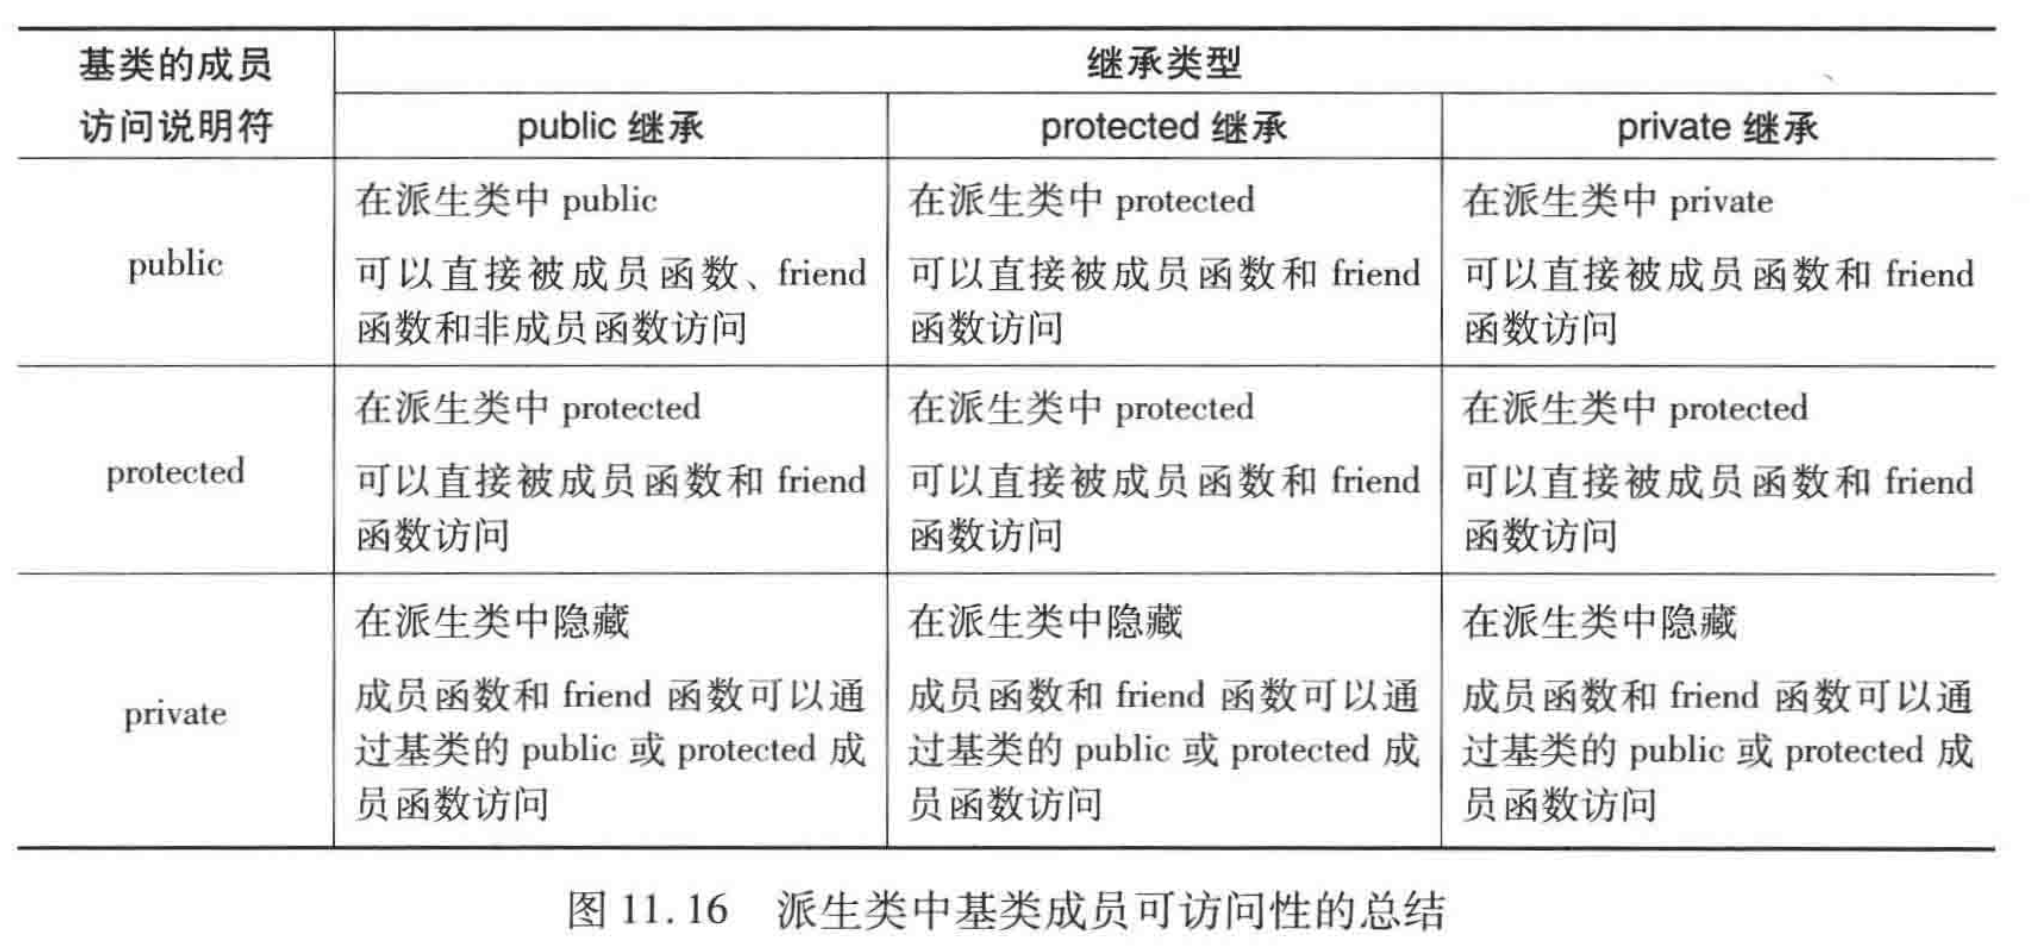 基类的成员
访问说明符
继承类型
public 继承
protected 继承
private 继承
public
在派生类中 public
可以直接被成员函数、friend
函数和非成员函数访问
在派生类中 protected
可以直接被成员函数和 friend
函数访问
在派生类中 private
可以直接被成员函数和 friend
函数访问
protected
在派生类中 protected
可以直接被成员函数和 friend
函数访问
在派生类中 protected
可以直接被成员函数和 friend
函数访问
在派生类中 protected
可以直接被成员函数和 friend
函数访问
private
在派生类中隐藏
成员函数和 friend 函数可以通
过基类的 public 或 protected 成
员函数访问
在派生类中隐藏
成员函数和 friend 函数可以通
过基类的 public 或 protected 成
员函数访问
在派生类中隐藏
成员函数和 friend 函数可以通
过基类的 public 或 protected 成
员函数访问
图 11.16 派生类中基类成员可访问性的总结